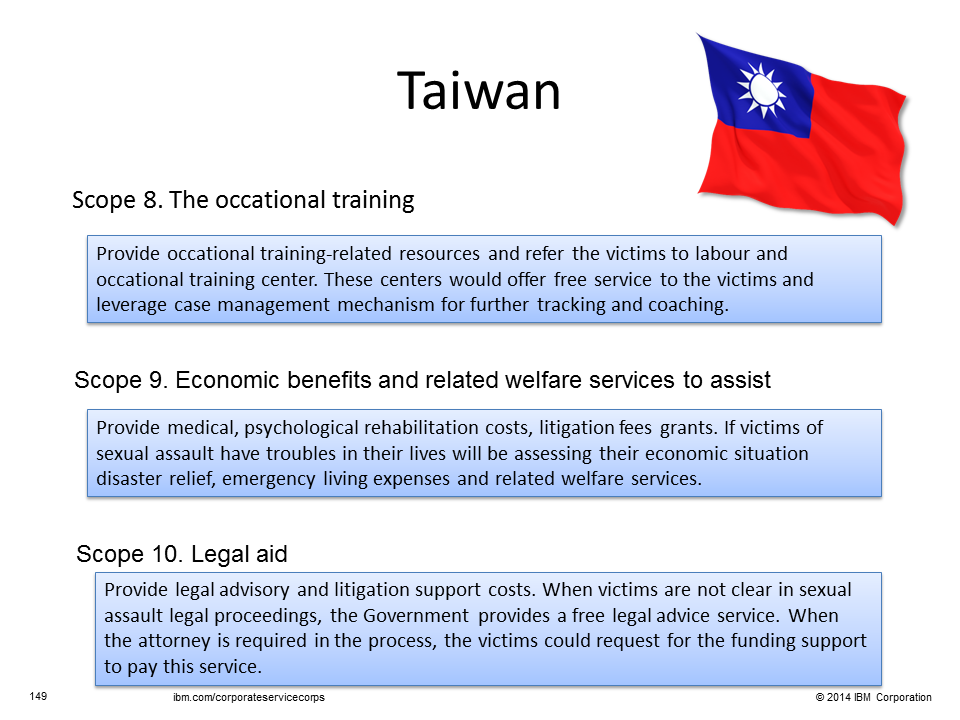 Taiwan
Scope 8. The occational training
Provide occational training-related resources and refer the victims to labour and
occational training center. These centers would offer free service to the victims and
leverage case management mechanism for further tracking and coaching.
Scope 9. Economic benefits and related welfare services to assist
Provide medical, psychological rehabilitation costs, litigation fees grants. If victims of
sexual assault have troubles in their lives will be assessing their economic situation
disaster relief, emergency living expenses and related welfare services.
Scope 10. Legal aid
Provide legal advisory and litigation support costs. When victims are not clear in sexual
assault legal proceedings, the Government provides a free legal advice service. When
the attorney is required in the process, the victims could request for the funding support
to pay this service.
149 ibm.com/corporateservicecorps © 2014 IBM Corporation